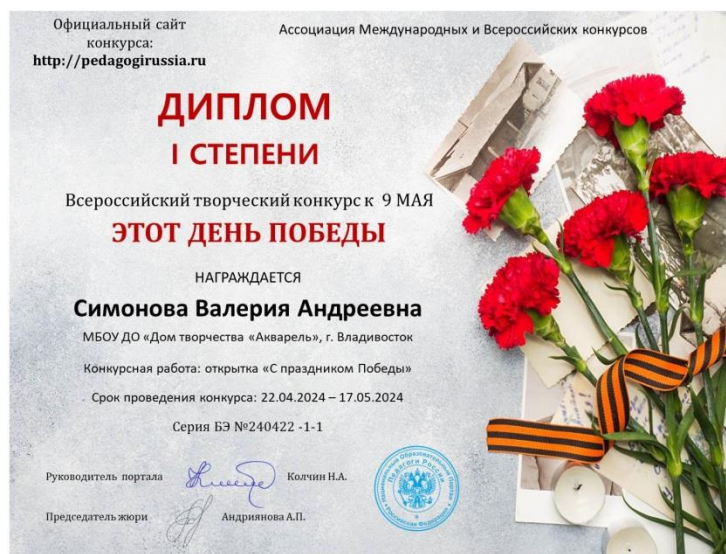 Официальный сайт
конкурса:
http://pedagogirussia.ru
Ассоциация Международных и Всероссийских конкурсов
ДИПЛОМ
I СТЕПЕНИ
Всероссийский творческий конкурс к 9 МАЯ
ЭТОТ ДЕНЬ ПОБЕДЫ
НАГРАЖДАЕТСЯ
Симонова Валерия Андреевна
МБОУ ДО «Дом творчества «Акварель», г. Владивосток
Конкурсная работа: открытка «С праздником Победы»
Срок проведения конкурса: 22.04.2024 – 17.05.2024
Серия БЭ №240422 -1-1
Руководитель портала Колчин Н.А.
Председатель жюри Андриянова А.П.
Педагоги России